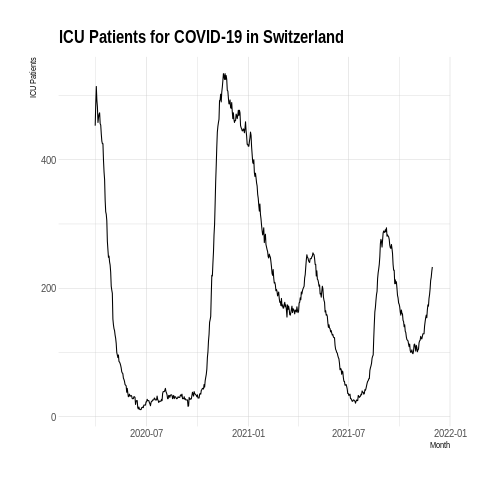 ICU Patients for COVID-19 in Switzerland
ICU Patients
400
200
0
2020-07
2021-01
2021-07
2022-01
Month